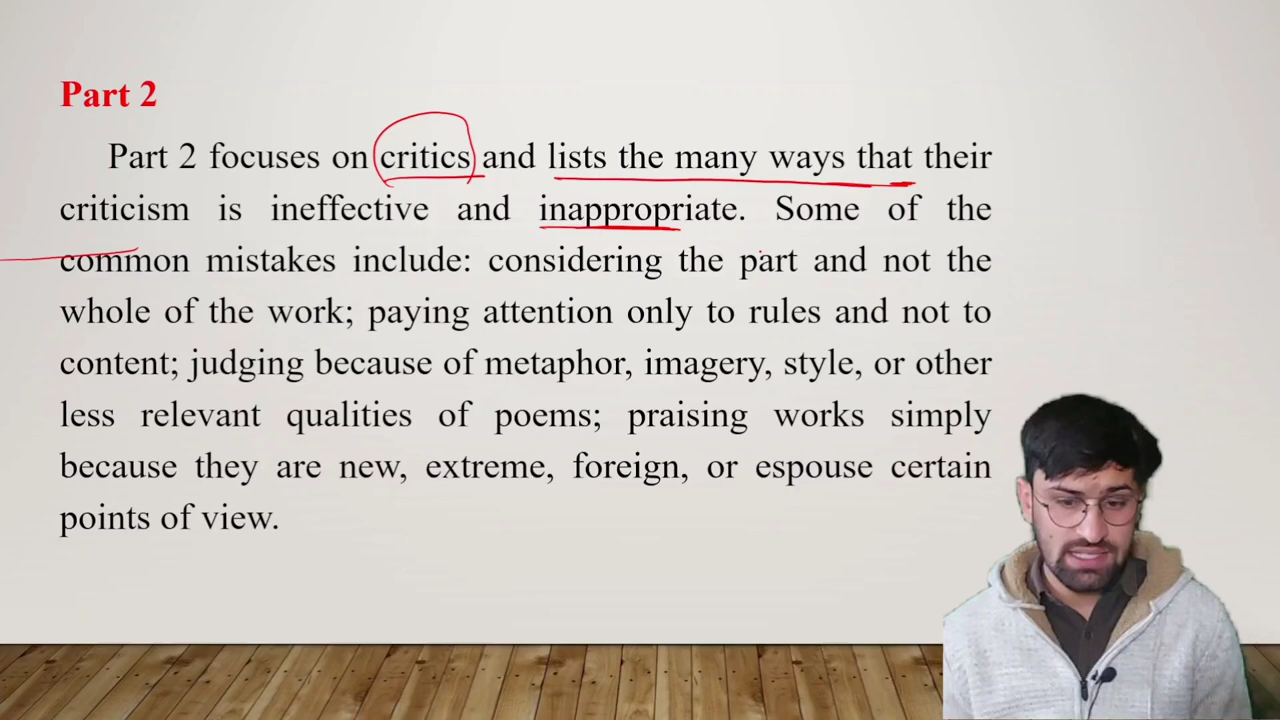 Part 2
Part 2 focuses on critics and lists the many ways that their
criticism is ineffective and inappropriate. Some of the
common mistakes include: considering the part and not the
whole of the work; paying attention only to rules and not to
content; judging because of metaphor, imagery, style, or other
less relevant qualities of poems; praising works simply
because they are new, extreme, foreign, or espouse certain
points of view.